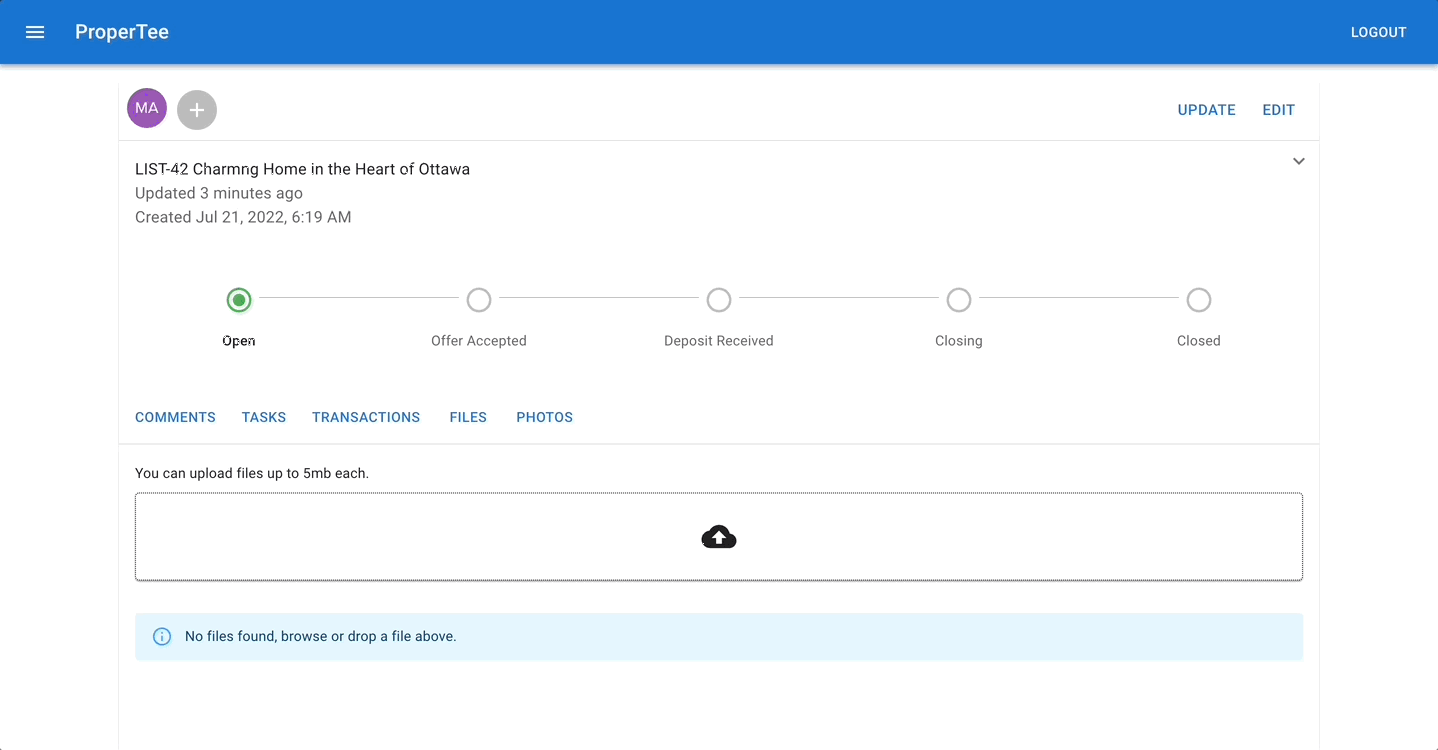 ProperTee
LOGOUT
MA
UPDATE
EDIT
LIST-42 Charmng Home in the Heart of Ottawa
Updated 3 minutes ago
Created Jul 21, 2022, 6:19 AM
Open
Offer Accepted
Deposit Received
Closing
Closed
COMMENTS
TASKS
TRANSACTIONS
FILES
PHOTOS
You can upload files up to 5mb each.
No files found, browse or drop a file above.